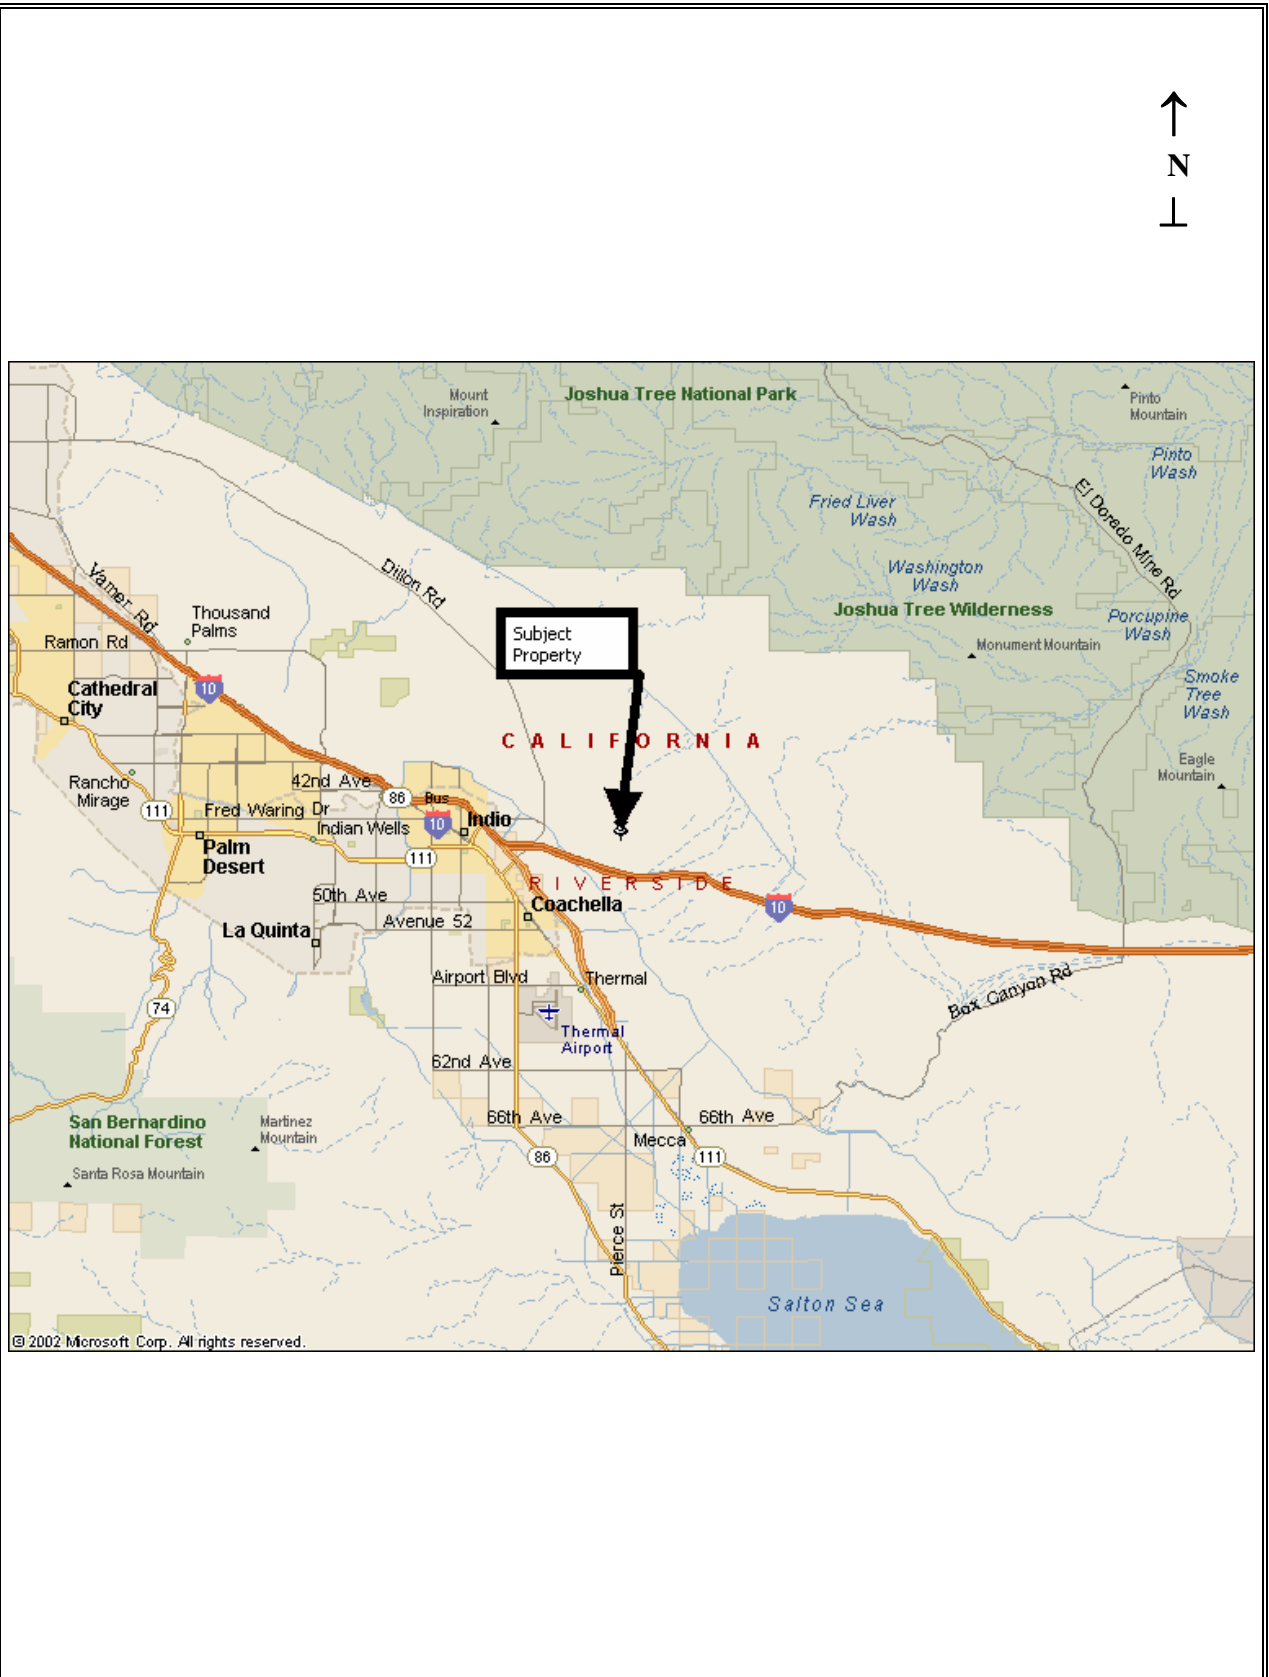 N
Mount
Inspiration
Joshua Tree National Park
Pinto
Mountain
Pinto
Wash
El Dorado Mine Rd
Fried Liver
Wash
Washington
Wash
Joshua Tree Wilderness
Porcupine
Wash
Monument Mountain
Smoke
Tree
Wash
Eagle
Mountain
Varner Rd
Dillon Rd
Thousand
Palms
Ramon Rd
Subject
Property
Cathedral
City
10
CALIFORNIA
Rancho
Mirage
42nd Ave
86
Bus
10
Indio
111
Fred Waring Dr
Indian Wells
Palm
Desert
111
RIVERSIDE
50th Ave
Coachella
10
La Quinta
Avenue 52
Airport Blvd
Thermal
Box Canyon Rd
74
Thermal
Airport
62nd Ave
San Bernardino
National Forest
Martinez
Mountain
66th Ave
66th Ave
Mecca
86
111
Santa Rosa Mountain
Pierce St
Salton Sea
© 2002 Microsoft Corp. All rights reserved.